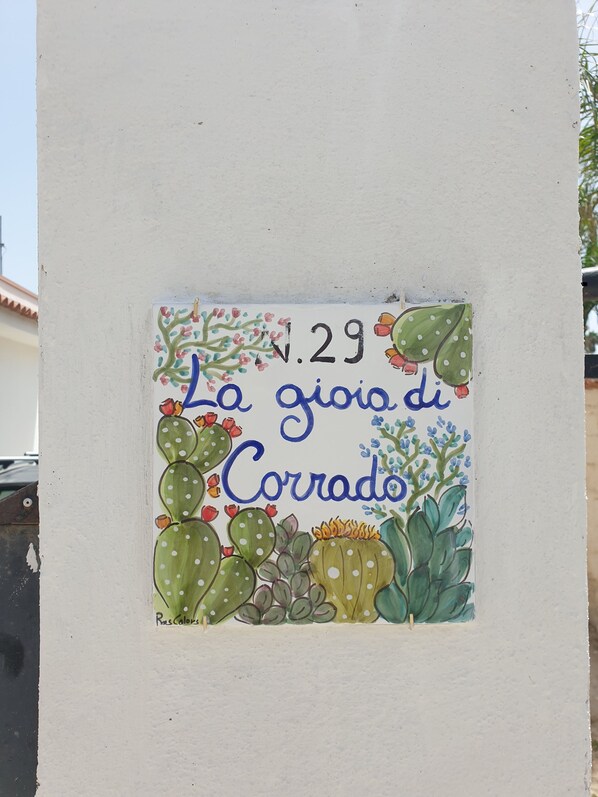 N.29
La gioia di
Corrado